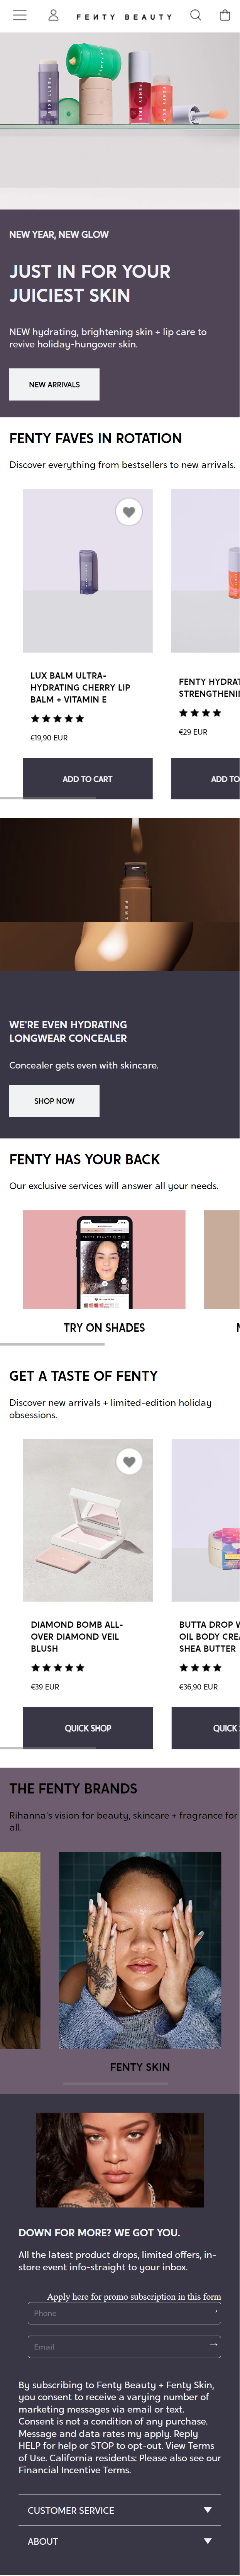 FENTY BEAUTY
NEW YEAR, NEW GLOW
JUST IN FOR YOUR
JUICIEST SKIN
NEW hydrating, brightening skin + lip care to
revive holiday-hungover skin.
NEW ARRIVALS
FENTY FAVES IN ROTATION
Discover everything from bestsellers to new arrivals.
LUX BALM ULTRA-
HYDRATING CHERRY LIP
BALM + VITAMIN E
€19,90 EUR
ADD TO CART
FENTY HYDRAT
STRENGTHENI
€29 EUR
ADD TO
WE'RE EVEN HYDRATING
LONGWEAR CONCEALER
Concealer gets even with skincare.
SHOP NOW
FENTY HAS YOUR BACK
Our exclusive services will answer all your needs.
FENTY BEAUTY
TRY ON SHADES
GET A TASTE OF FENTY
Discover new arrivals + limited-edition holiday
obsessions.
DIAMOND BOMB ALL-
OVER DIAMOND VEIL
BLUSH
€39 EUR
QUICK SHOP
BUTTA DROP W
OIL BODY CREA
SHEA BUTTER
€36,90 EUR
QUICK
THE FENTY BRANDS
Rihanna's vision for beauty, skincare + fragrance for
all.
FENTY SKIN
DOWN FOR MORE? WE GOT YOU.
All the latest product drops, limited offers, in-
store event info-straight to your inbox.
Apply here for promo subscription in this form
Phone
Email
By subscribing to Fenty Beauty + Fenty Skin,
you consent to receive a varying number of
marketing messages via email or text.
Consent is not a condition of any purchase.
Message and data rates my apply. Reply
HELP for help or STOP to opt-out. View Terms
of Use. California residents: Please also see our
Financial Incentive Terms.
CUSTOMER SERVICE
ABOUT